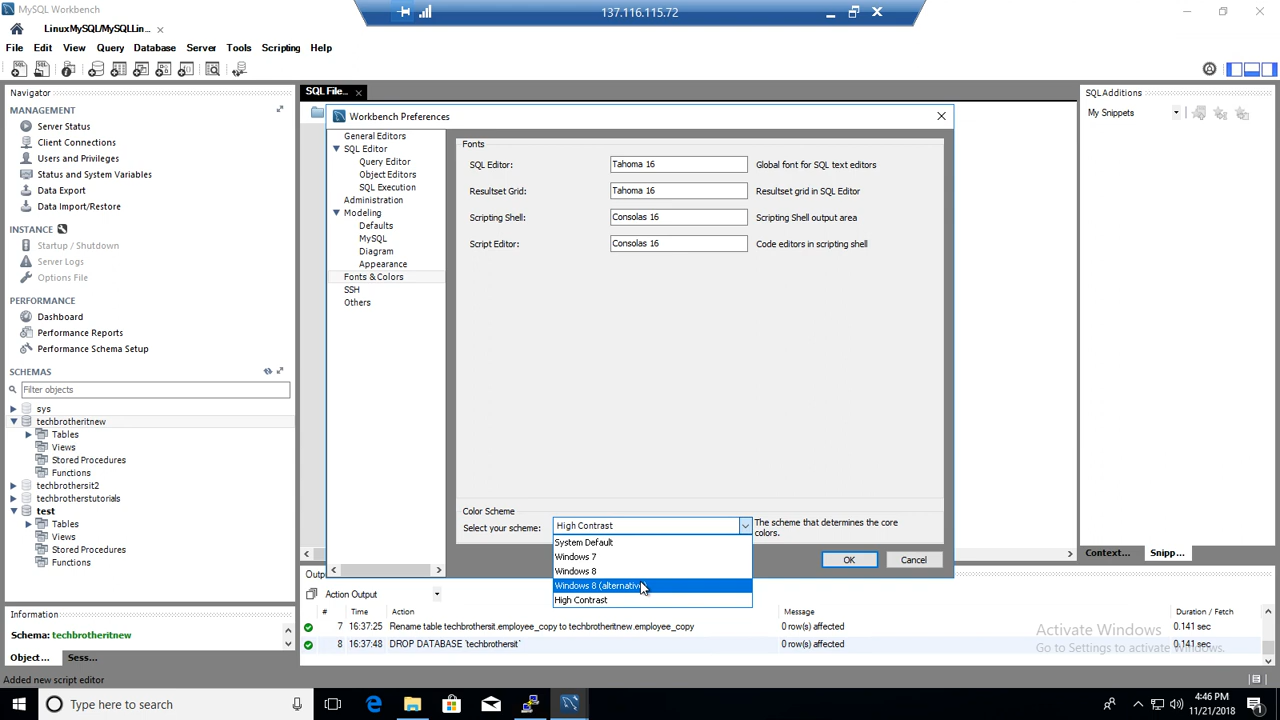 MySQL Workbench
137.116.115.72
LinuxMySQL/MySQLLin...
File Edit View Query Database Server Tools Scripting Help
Navigator
MANAGEMENT
Server Status
Client Connections
Users and Privileges
Status and System Variables
Data Export
Data Import/Restore
INSTANCE
Startup / Shutdown
Server Logs
Options File
PERFORMANCE
Dashboard
Performance Reports
Performance Schema Setup
SCHEMAS
Filter objects
sys
techbrotheritnew
Tables
Views
Stored Procedures
Functions
techbrothersit2
techbrotherstutorials
test
Tables
Views
Stored Procedures
Functions
Information
Schema: techbrotheritnew
Object... Sess...
Added new script editor
SQL File...
Workbench Preferences
General Editors
SQL Editor
Query Editor
Object Editors
SQL Execution
Administration
Modeling
Defaults
MySQL
Diagram
Appearance
Fonts & Colors
SSH
Others
Fonts
SQL Editor: Tahoma 16 Global font for SQL text editors
Resultset Grid: Tahoma 16 Resultset grid in SQL Editor
Scripting Shell: Consolas 16 Scripting Shell output area
Script Editor: Consolas 16 Code editors in scripting shell
Color Scheme
Select your scheme: High Contrast The scheme that determines the core
colors.
System Default
Windows 7
Windows 8
Windows 8 (alternative)
High Contrast
OK Cancel
SQLAdditions
My Snippets
Context... Snipp...
Outp
Action Output
# Time Action Message Duration / Fetch
7 16:37:25 Rename table techbrothersit.employee_copy to techbrotheritnew.employee_copy 0 row(s) affected 0.141 sec
8 16:37:48 DROP DATABASE `techbrothersit` 0 row(s) affected 0.141 sec
Activate Windows
Go to Settings to activate Windows.
Type here to search
4:46 PM
11/21/2018
1